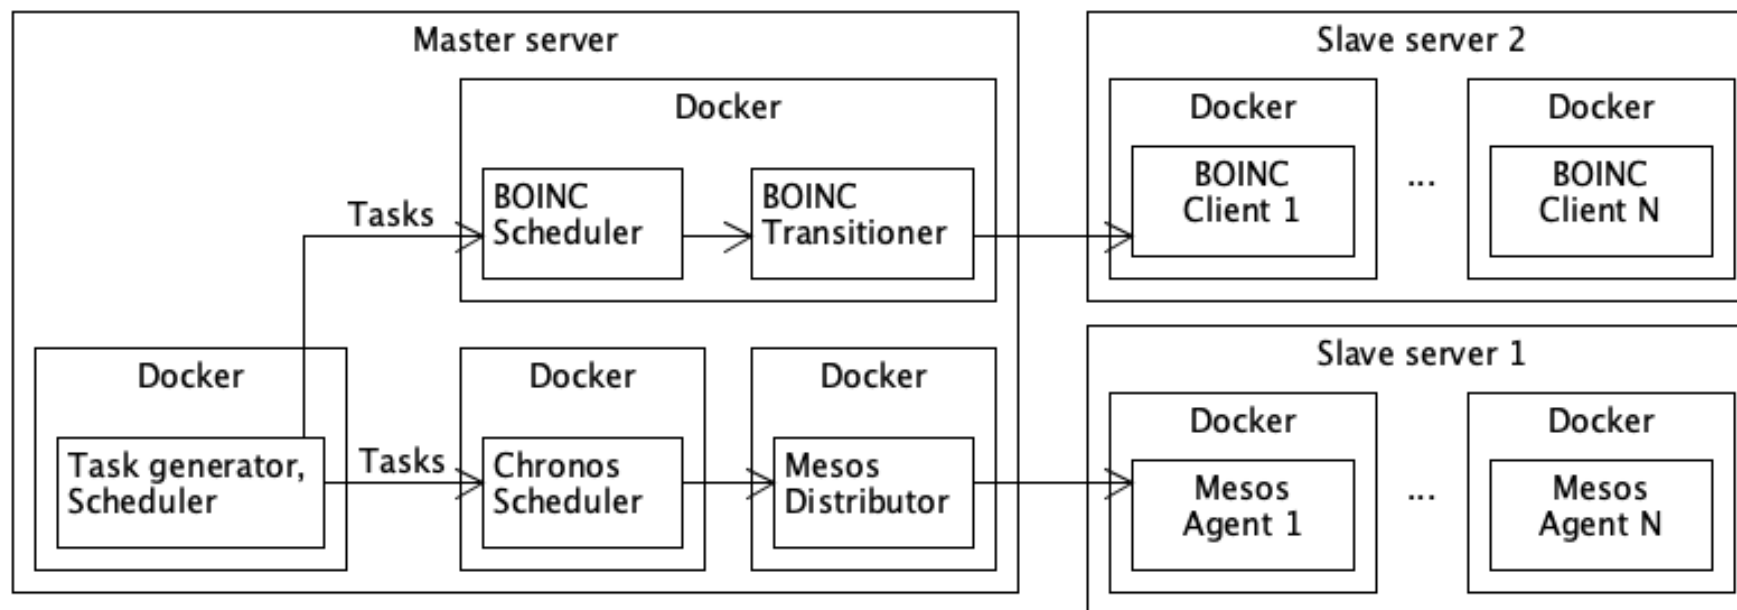 Master server
Docker
BOINC
Scheduler
BOINC
Transitioner
Tasks
Docker
Task generator,
Scheduler
Tasks
Docker
Chronos
Scheduler
Docker
Mesos
Distributor
Slave server 2
Docker
BOINC
Client 1
...
Docker
BOINC
Client N
Slave server 1
Docker
Mesos
Agent 1
...
Docker
Mesos
Agent N